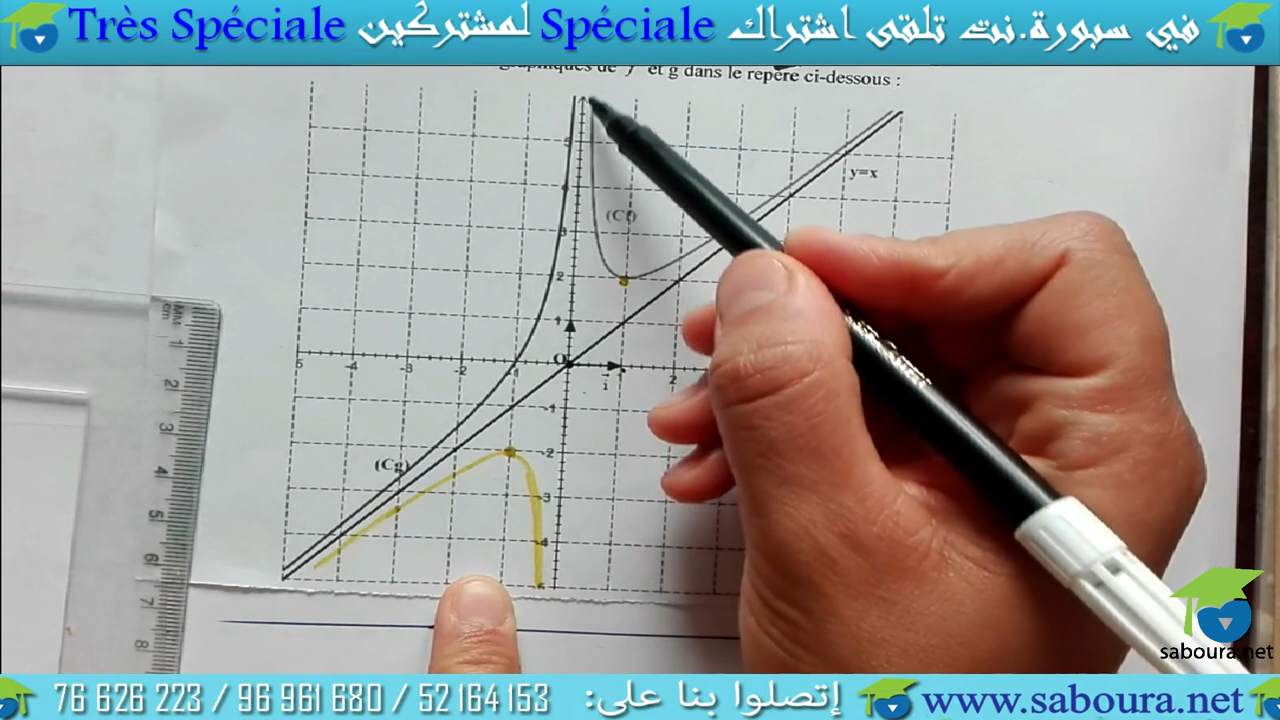 في سبورة.نت تلقى اشتراك Spéciale لمشتركين Très Spéciale
graphiques de f et g dans le repère ci-dessous :
y=x
(Cf)
3
2
1
5 -4 -3 -2 -1 O i 2
-1
(Cg)
-2
-3
-4
MM
cm
1
2
3
4
5
6
7
8
saboura.net
76 626 223 / 96 961 680 / 52 164 153 إتصلوا بنا على: www.saboura.net